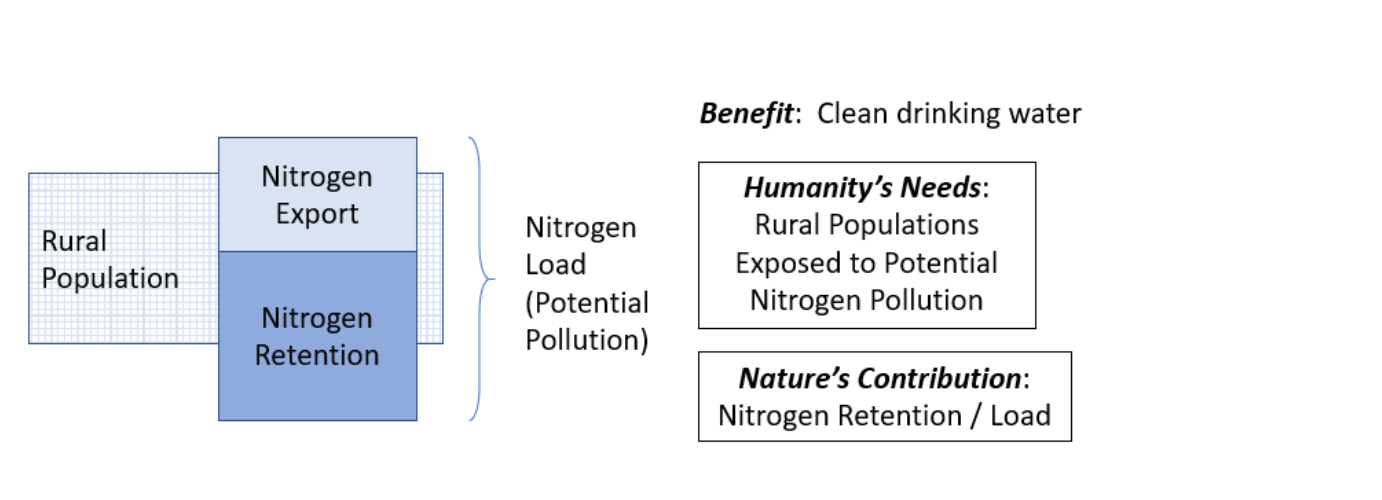 Rural
Population
Nitrogen
Export
Nitrogen
Retention
Nitrogen
Load
(Potential
Pollution)
Benefit:  Clean drinking water
Humanity’s Needs:
Rural Populations
Exposed to Potential
Nitrogen Pollution
Nature’s Contribution:
Nitrogen Retention / Load